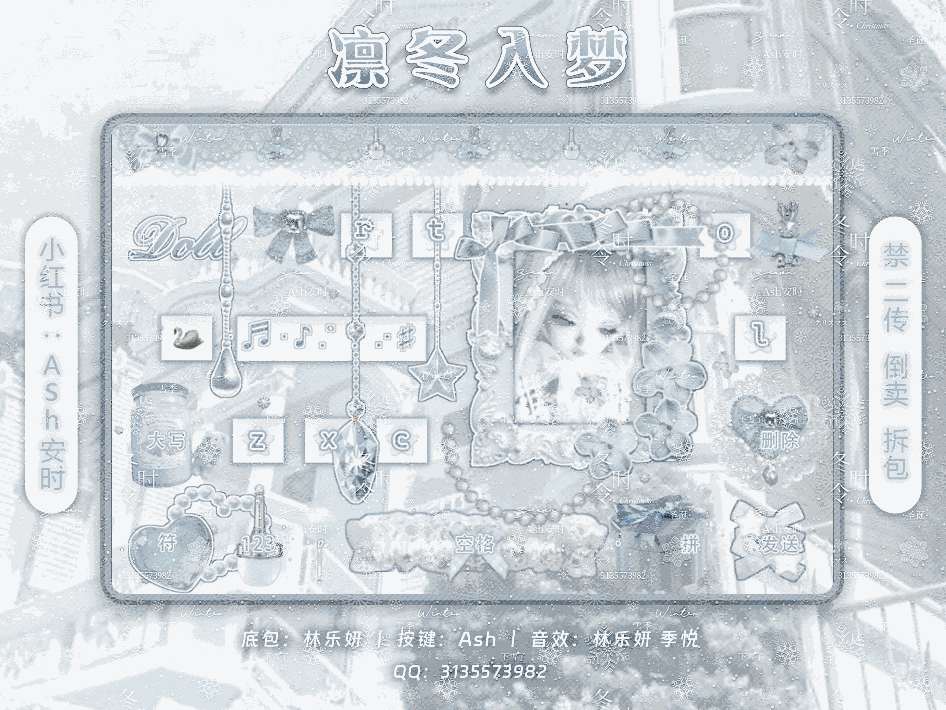 凛冬入梦
Doll
r t o
l
大写 z x c 删除
符 123 空格 拼 发送
小红书：Ash安时
禁二传 倒卖 拆包
底包：林乐妍 | 按键：Ash | 音效：林乐妍 季悦
QQ：3135573982